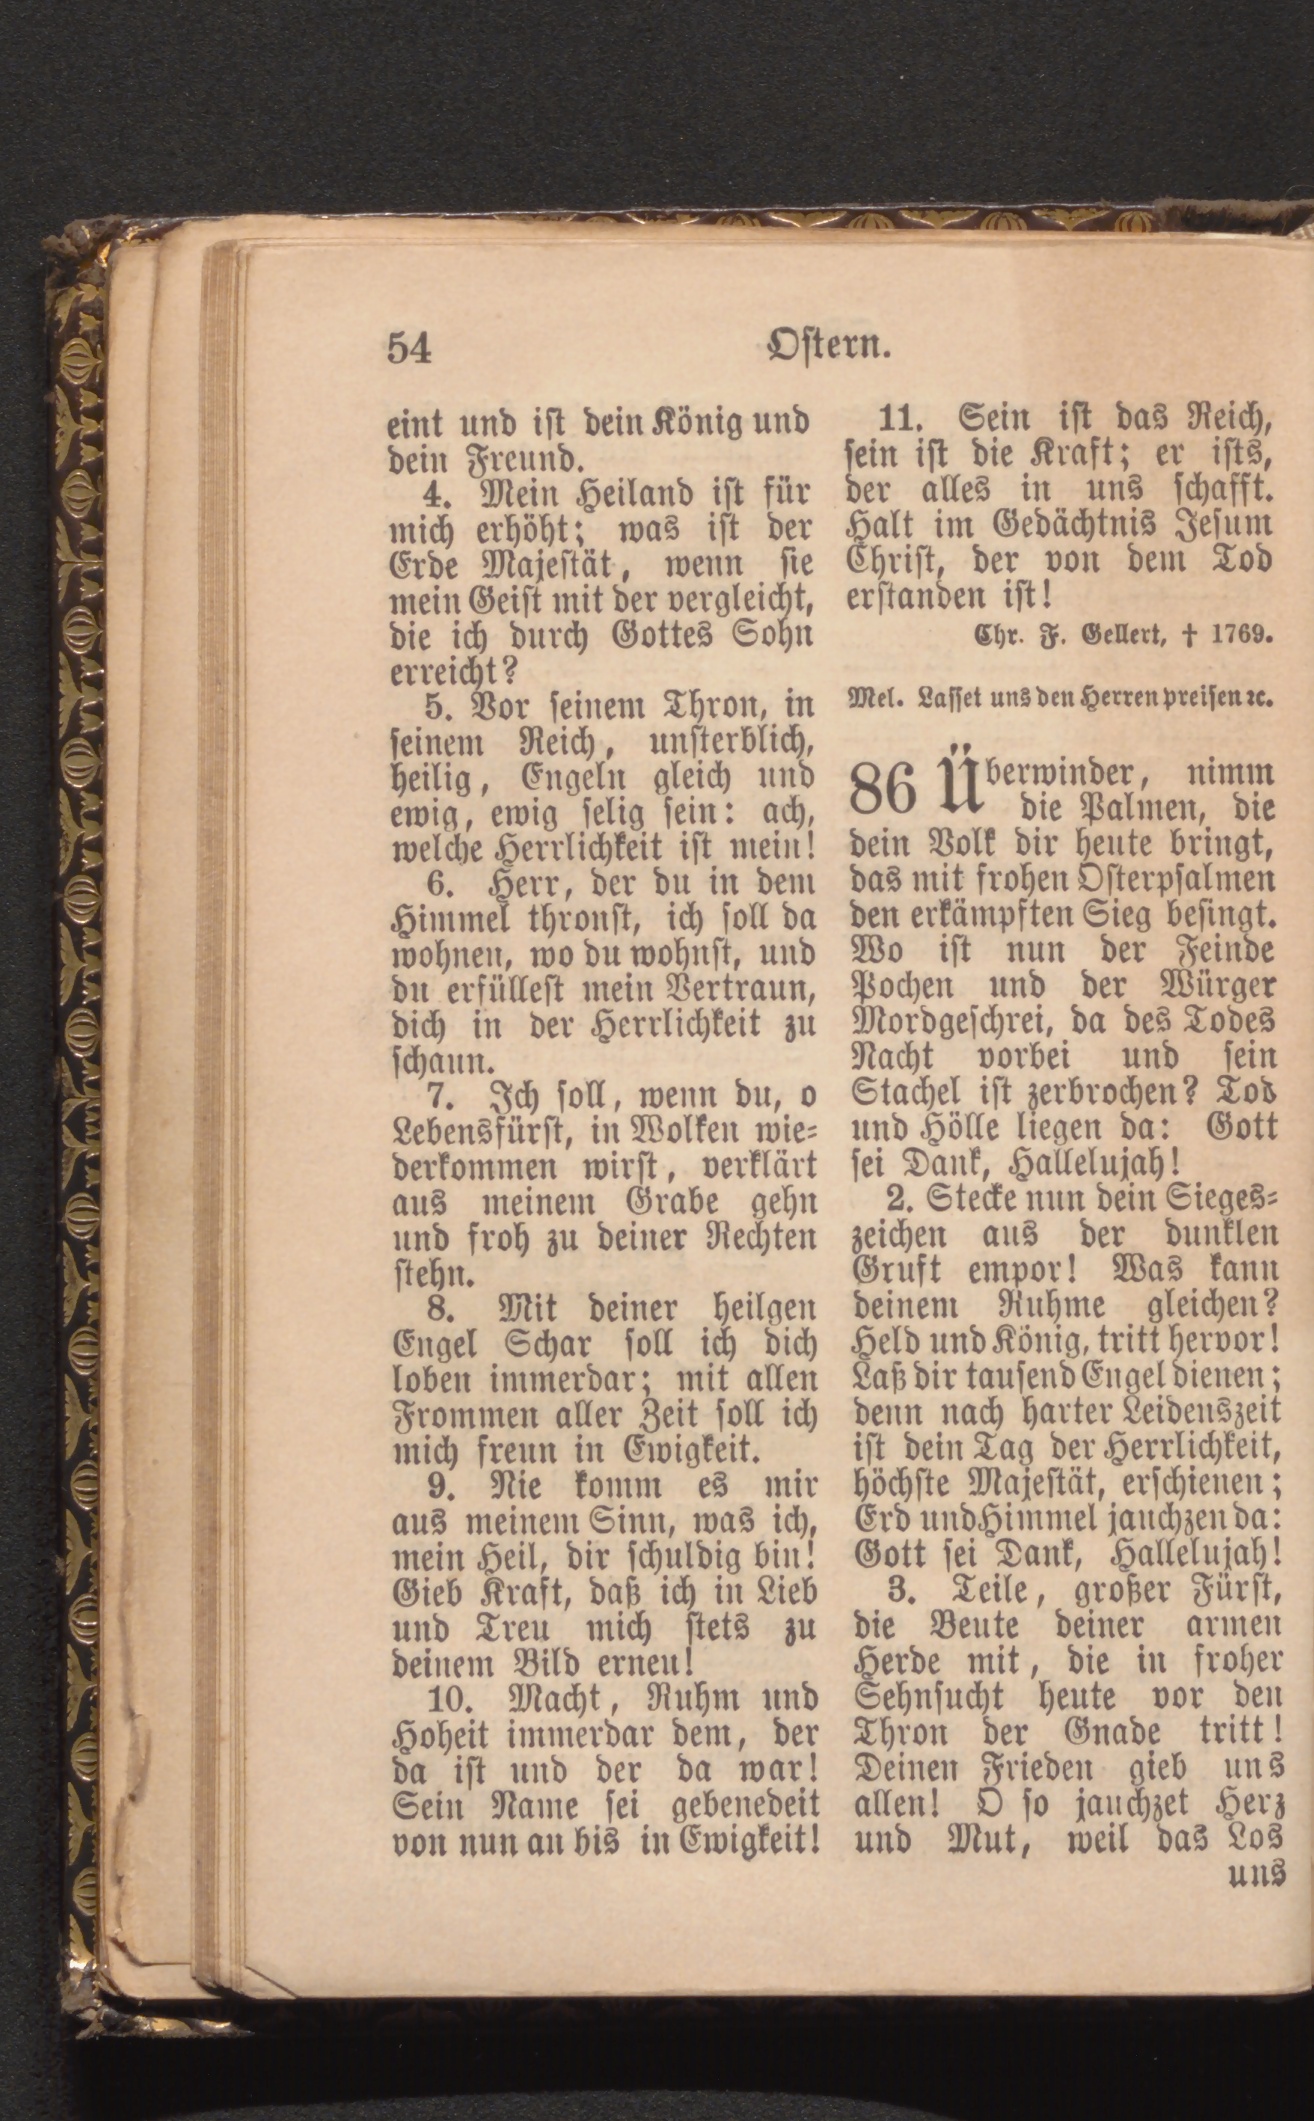 54
Ostern.
eint und ist dein König und
dein Freund.
4. Mein Heiland ist für
mich erhöht; was ist der
Erde Majestät, wenn sie
mein Geist mit der vergleicht,
die ich durch Gottes Sohn
erreicht?
5. Vor seinem Thron, in
seinem Reich, unsterblich,
heilig, Engeln gleich und
ewig, ewig selig sein: ach,
welche Herrlichkeit ist mein!
6. Herr, der du in dem
Himmel thronst, ich soll da
wohnen, wo du wohnst, und
du erfüllest mein Vertraun,
dich in der Herrlichkeit zu
schaun.
7. Ich soll, wenn du, o
Lebensfürst, in Wolken wie-
derkommen wirst, verklärt
aus meinem Grabe gehn
und froh zu deiner Rechten
stehn.
8. Mit deiner heilgen
Engel Schar soll ich dich
loben immerdar; mit allen
Frommen aller Zeit soll ich
mich freun in Ewigkeit.
9. Nie komm es mir
aus meinem Sinn, was ich,
mein Heil, dir schuldig bin!
Gieb Kraft, daß ich in Lieb
und Treu mich stets zu
deinem Bild erneu!
10. Macht, Ruhm und
Hoheit immerdar dem, der
da ist und der da war!
Sein Name sei gebenedeit
von nun an bis in Ewigkeit!
11. Sein ist das Reich,
sein ist die Kraft; er ists,
der alles in uns schafft.
Halt im Gedächtnis Jesum
Christ, der von dem Tod
erstanden ist!
Chr. F. Gellert, † 1769.
Mel. Lasset uns den Herren preisen ꝛc.
86 Überwinder, nimm
die Palmen, die
dein Volk dir heute bringt,
das mit frohen Osterpsalmen
den erkämpften Sieg besingt.
Wo ist nun der Feinde
Pochen und der Würger
Mordgeschrei, da des Todes
Nacht vorbei und sein
Stachel ist zerbrochen? Tod
und Hölle liegen da: Gott
sei Dank, Hallelujah!
2. Stecke nun dein Sieges-
zeichen aus der dunklen
Gruft empor! Was kann
deinem Ruhme gleichen?
Held und König, tritt hervor!
Laß dir tausend Engel dienen;
denn nach harter Leidenszeit
ist dein Tag der Herrlichkeit,
höchste Majestät, erschienen;
Erd und Himmel jauchzen da:
Gott sei Dank, Hallelujah!
3. Teile, großer Fürst,
die Beute deiner armen
Herde mit, die in froher
Sehnsucht heute vor den
Thron der Gnade tritt!
Deinen Frieden gieb uns
allen! O so jauchzet Herz
und Mut, weil das Los
uns